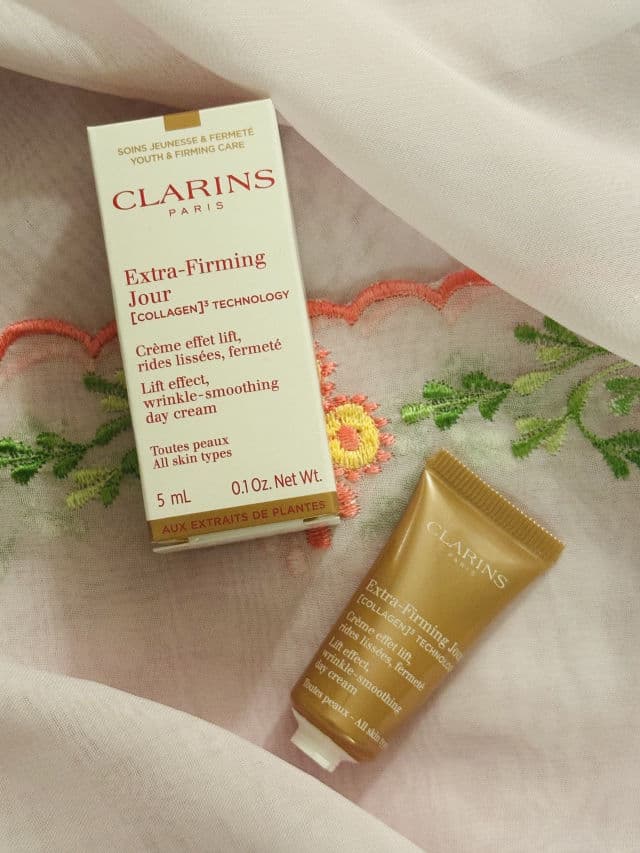 SOINS JEUNESSE & FERMETÉ
YOUTH & FIRMING CARE
CLARINS
PARIS
Extra-Firming
Jour
[COLLAGEN]³ TECHNOLOGY
Crème effet lift,
rides lissées, fermeté
Lift effect,
wrinkle-smoothing
day cream
Toutes peaux
All skin types
5 mL 0.1 Oz. Net Wt.
AUX EXTRAITS DE PLANTES
CLARINS
PARIS
Extra-Firming Jour
[COLLAGEN]³ TECHNOLOGY
Crème effet lift,
rides lissées, fermeté
Lift effect,
wrinkle-smoothing
day cream
Toutes peaux - All skin